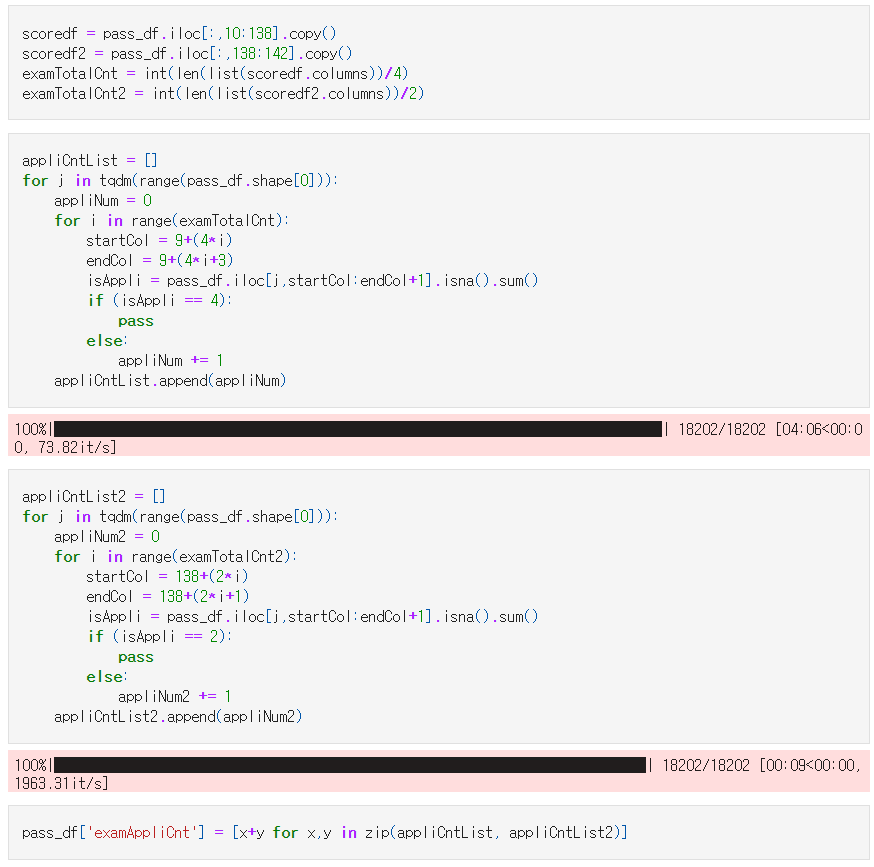 scoredf = pass_df.iloc[:,10:138].copy()
scoredf2 = pass_df.iloc[:,138:142].copy()
examTotalCnt = int(len(list(scoredf.columns))/4)
examTotalCnt2 = int(len(list(scoredf2.columns))/2)
appliCntList = []
for j in tqdm(range(pass_df.shape[0])):
    appliNum = 0
    for i in range(examTotalCnt):
        startCol = 9+(4*i)
        endCol = 9+(4*i+3)
        isAppli = pass_df.iloc[j,startCol:endCol+1].isna().sum()
        if (isAppli == 4):
            pass
        else:
            appliNum += 1
    appliCntList.append(appliNum)
100%|██████████| 18202/18202 [04:06<00:0
0, 73.82it/s]
appliCntList2 = []
for j in tqdm(range(pass_df.shape[0])):
    appliNum2 = 0
    for i in range(examTotalCnt2):
        startCol = 138+(2*i)
        endCol = 138+(2*i+1)
        isAppli = pass_df.iloc[j,startCol:endCol+1].isna().sum()
        if (isAppli == 2):
            pass
        else:
            appliNum2 += 1
    appliCntList2.append(appliNum2)
100%|██████████| 18202/18202 [00:09<00:00,
1963.31it/s]
pass_df['examAppliCnt'] = [x+y for x,y in zip(appliCntList, appliCntList2)]